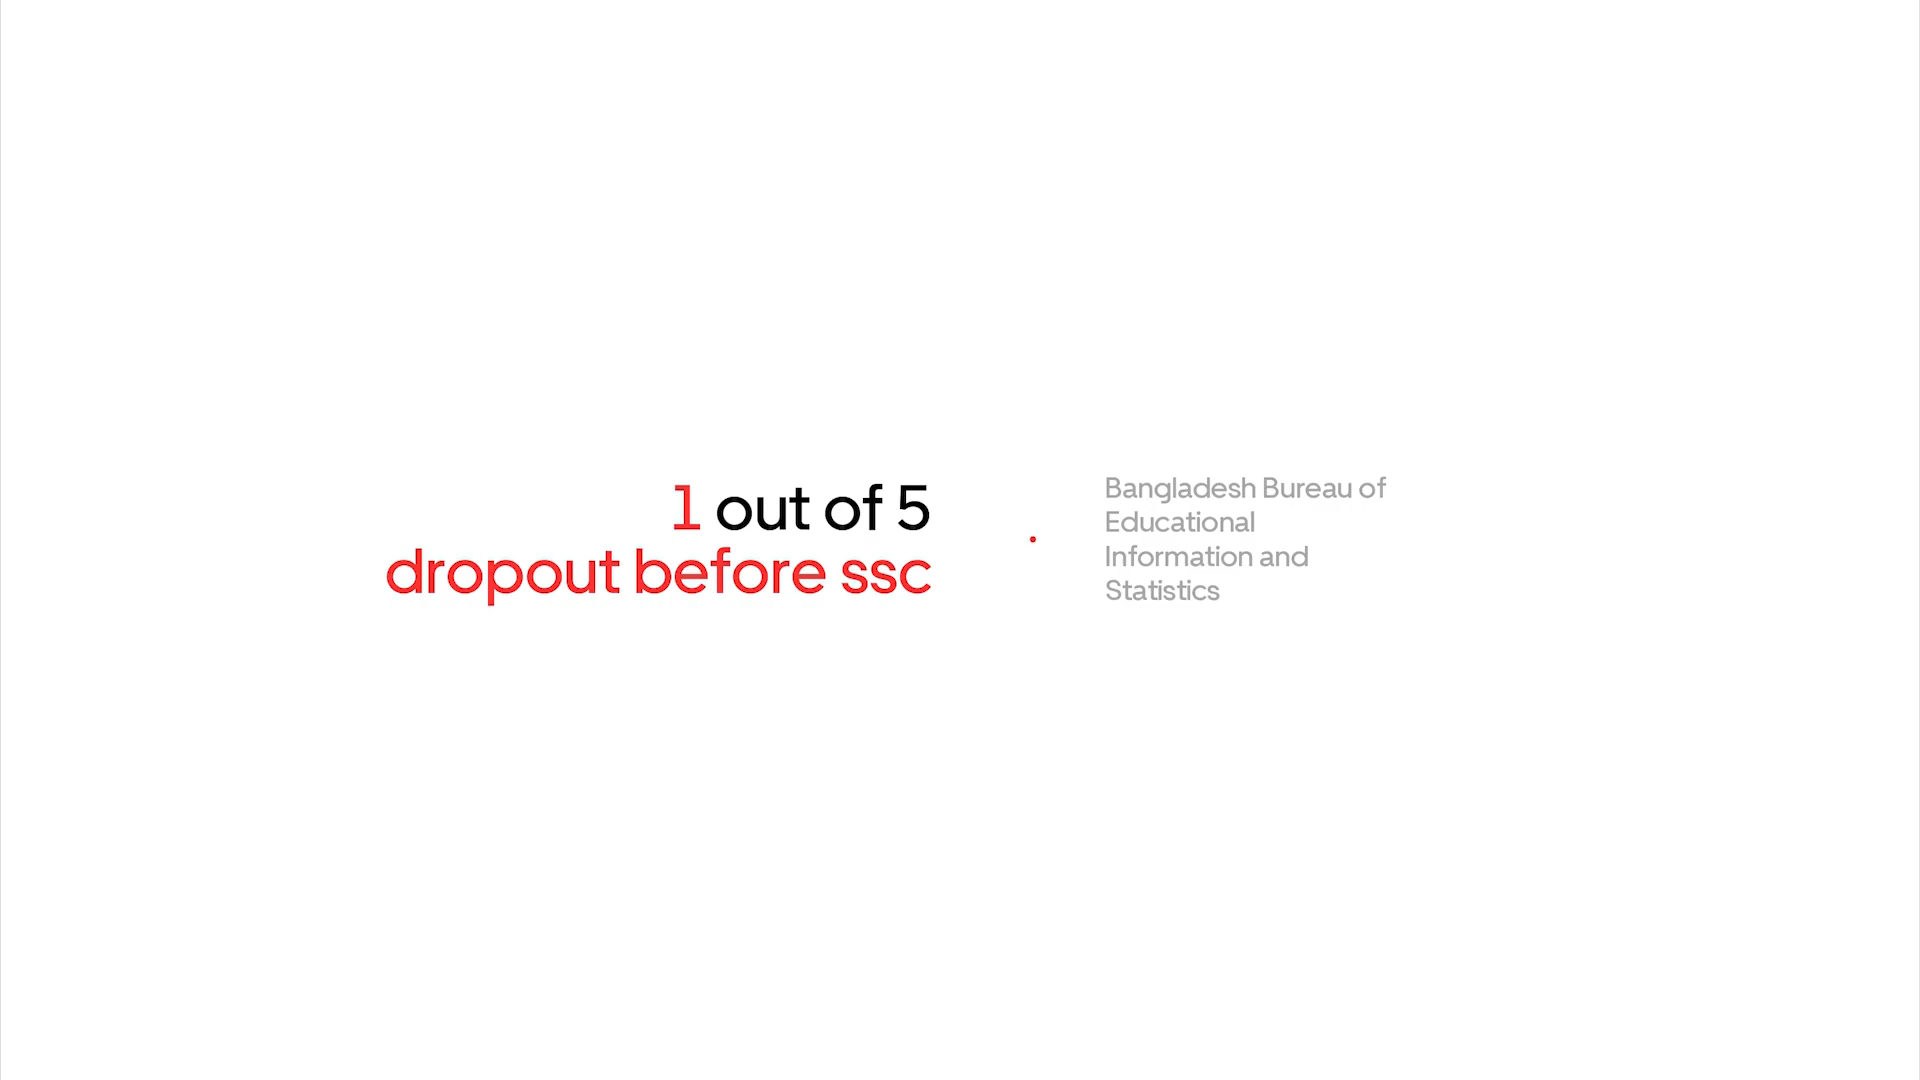 1 out of 5
dropout before ssc
Bangladesh Bureau of
Educational
Information and
Statistics